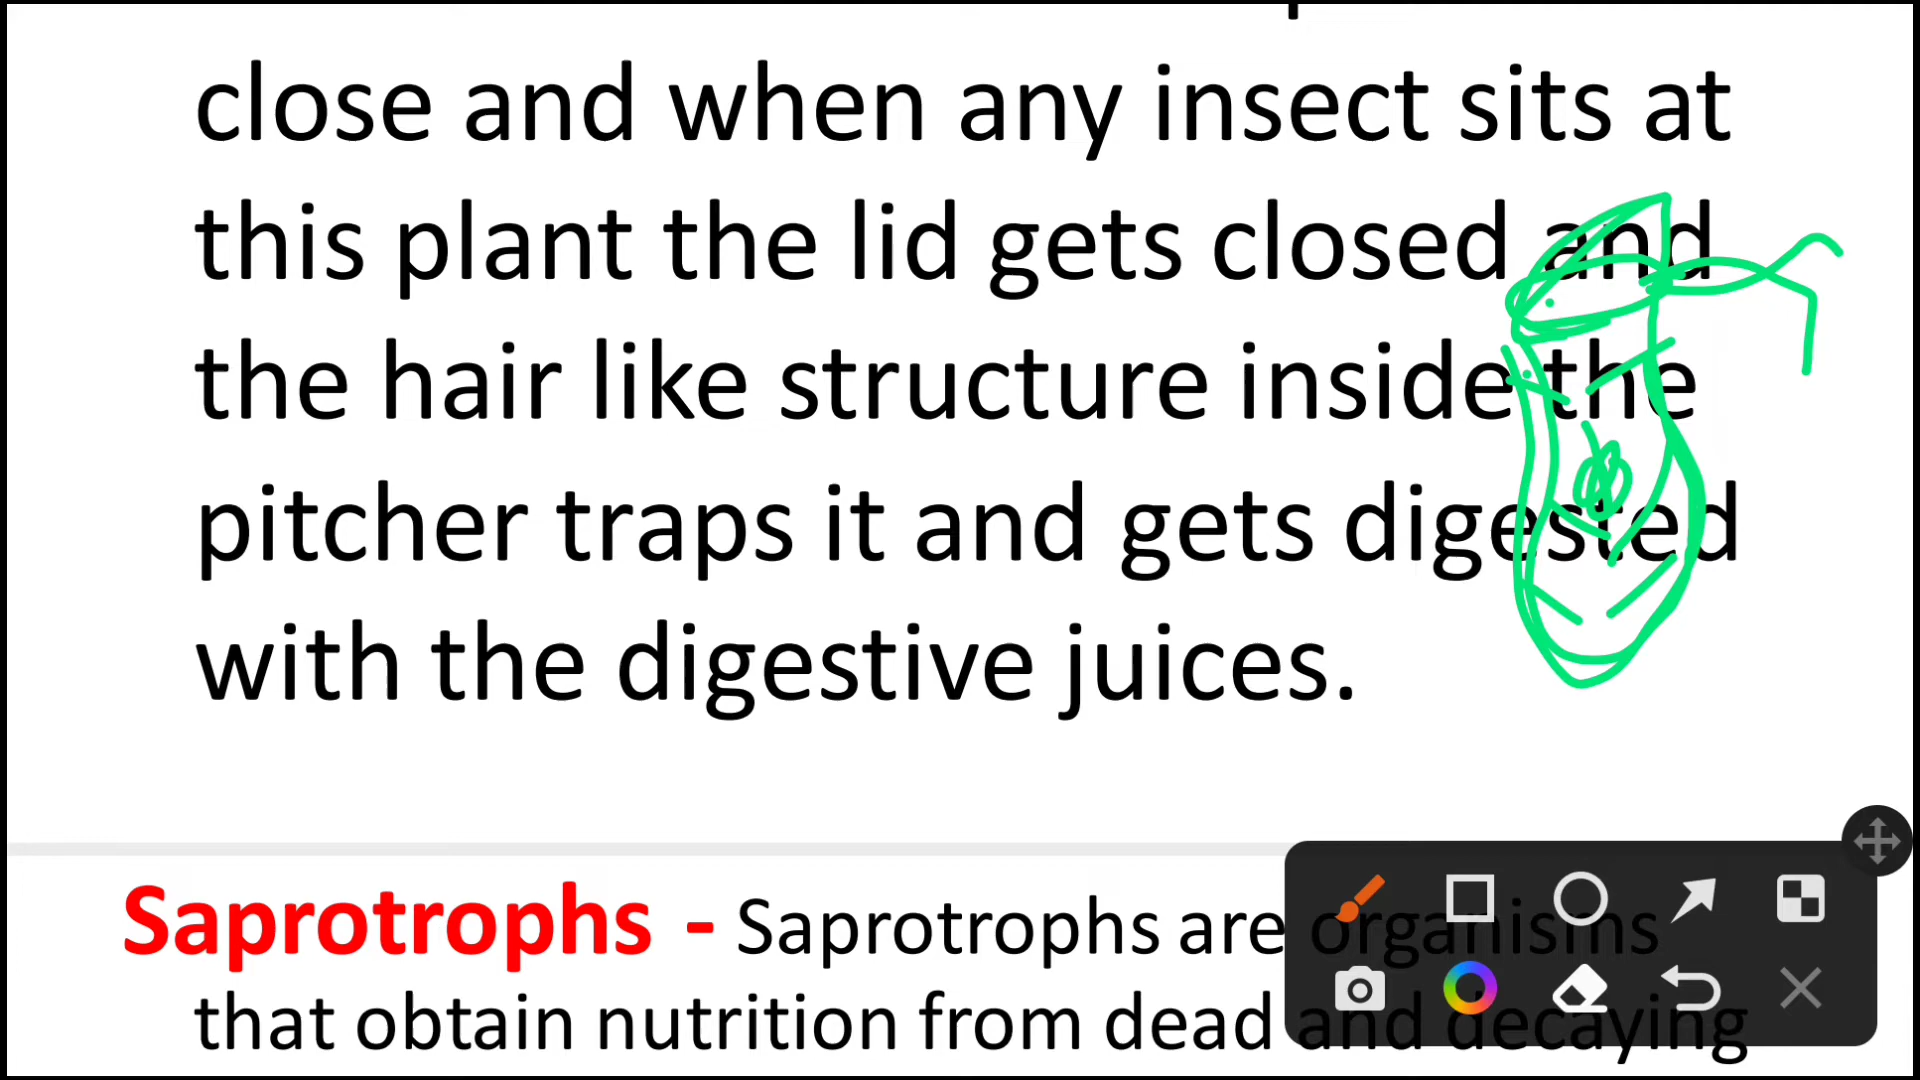 close and when any insect sits at
this plant the lid gets closed and
the hair like structure inside the
pitcher traps it and gets digested
with the digestive juices.
Saprotrophs - Saprotrophs are organisms
that obtain nutrition from dead and decaying